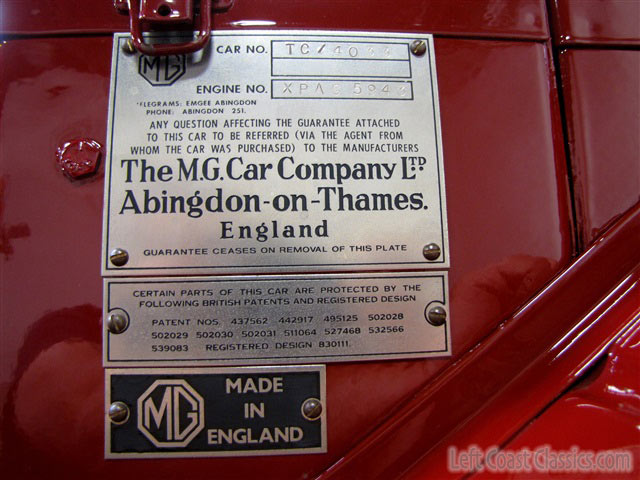 CAR NO. TC/4034
MG
ENGINE NO.
TELEGRAMS: EMGEE ABINGDON
PHONE: ABINGDON 251.
ANY QUESTION AFFECTING THE GUARANTEE ATTACHED
TO THIS CAR TO BE REFERRED (VIA THE AGENT FROM
WHOM THE CAR WAS PURCHASED) TO THE MANUFACTURERS
The M.G. Car Company LTD
Abingdon-on-Thames.
England
GUARANTEE CEASES ON REMOVAL OF THIS PLATE
CERTAIN PARTS OF THIS CAR ARE PROTECTED BY THE
FOLLOWING BRITISH PATENTS AND REGISTERED DESIGN
PATENT NOS. 437562 442917 495125 502028
502029 502030 502031 511064 527468 532566
539083 REGISTERED DESIGN 830111.
MG
MADE
IN
ENGLAND
Left Coast Classics.com